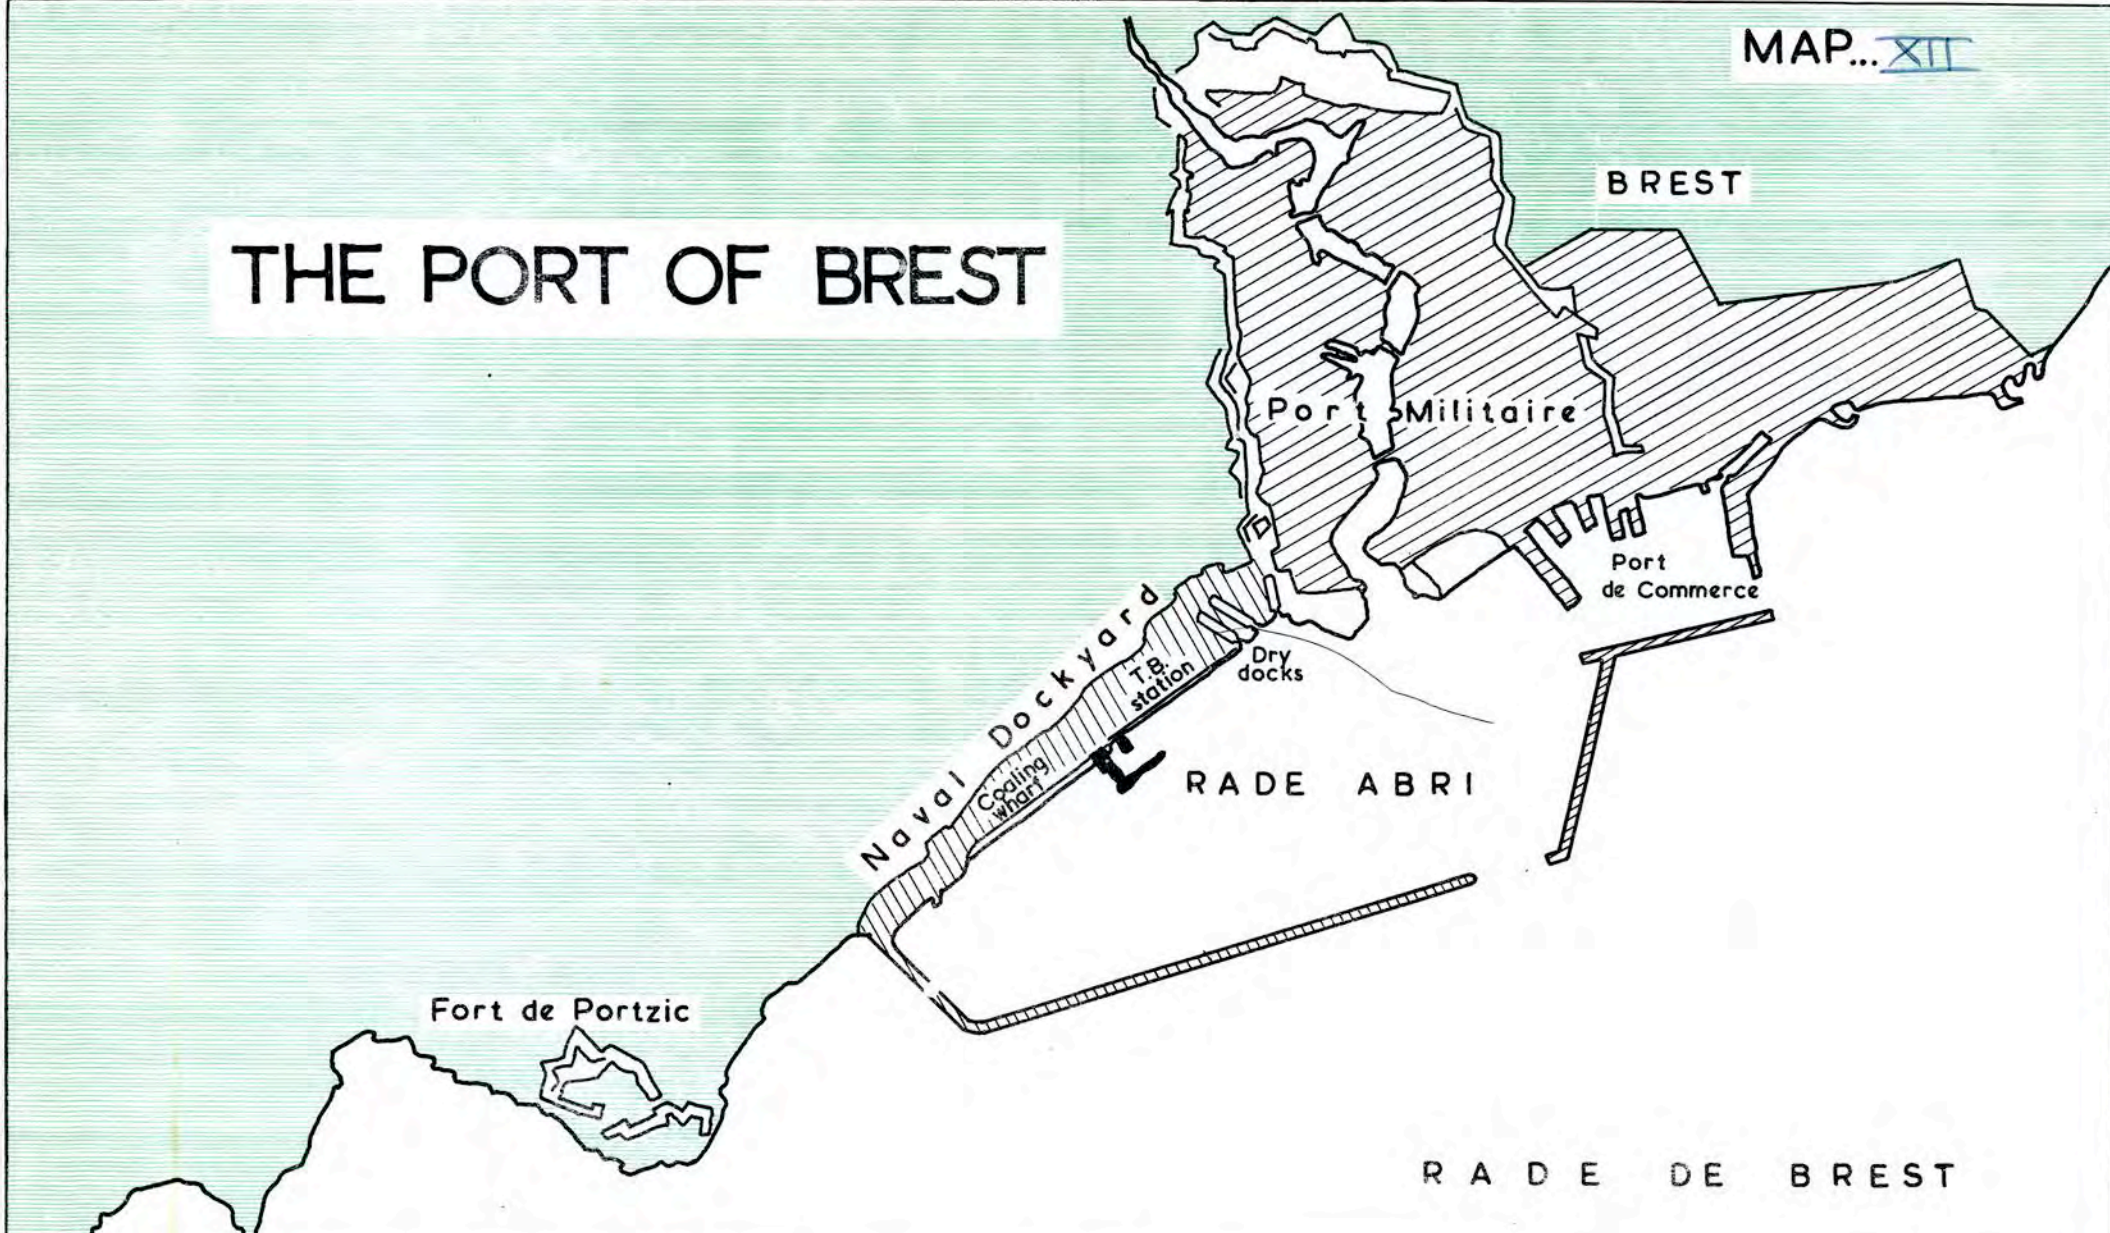 MAP... XII
BREST
THE PORT OF BREST
Port Militaire
Port
de Commerce
Naval Dockyard
T.B.
station
Dry
docks
Coaling
wharf
RADE ABRI
Fort de Portzic
RADE DE BREST